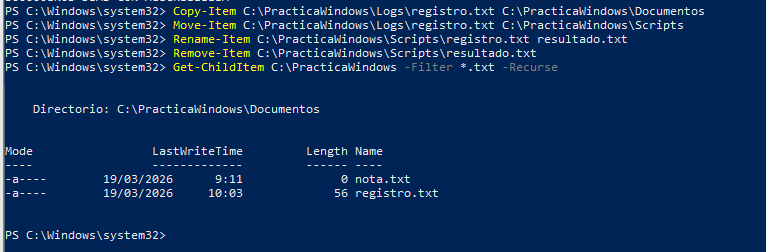 PS C:\Windows\system32> Copy-Item C:\PracticaWindows\Logs\registro.txt C:\PracticaWindows\Documentos
PS C:\Windows\system32> Move-Item C:\PracticaWindows\Logs\registro.txt C:\PracticaWindows\Scripts
PS C:\Windows\system32> Rename-Item C:\PracticaWindows\Scripts\registro.txt resultado.txt
PS C:\Windows\system32> Remove-Item C:\PracticaWindows\Scripts\resultado.txt
PS C:\Windows\system32> Get-ChildItem C:\PracticaWindows -Filter *.txt -Recurse
Directorio: C:\PracticaWindows\Documentos
Mode LastWriteTime Length Name
---- ------------- ------ ----
-a---- 19/03/2026 9:11 0 nota.txt
-a---- 19/03/2026 10:03 56 registro.txt
PS C:\Windows\system32>